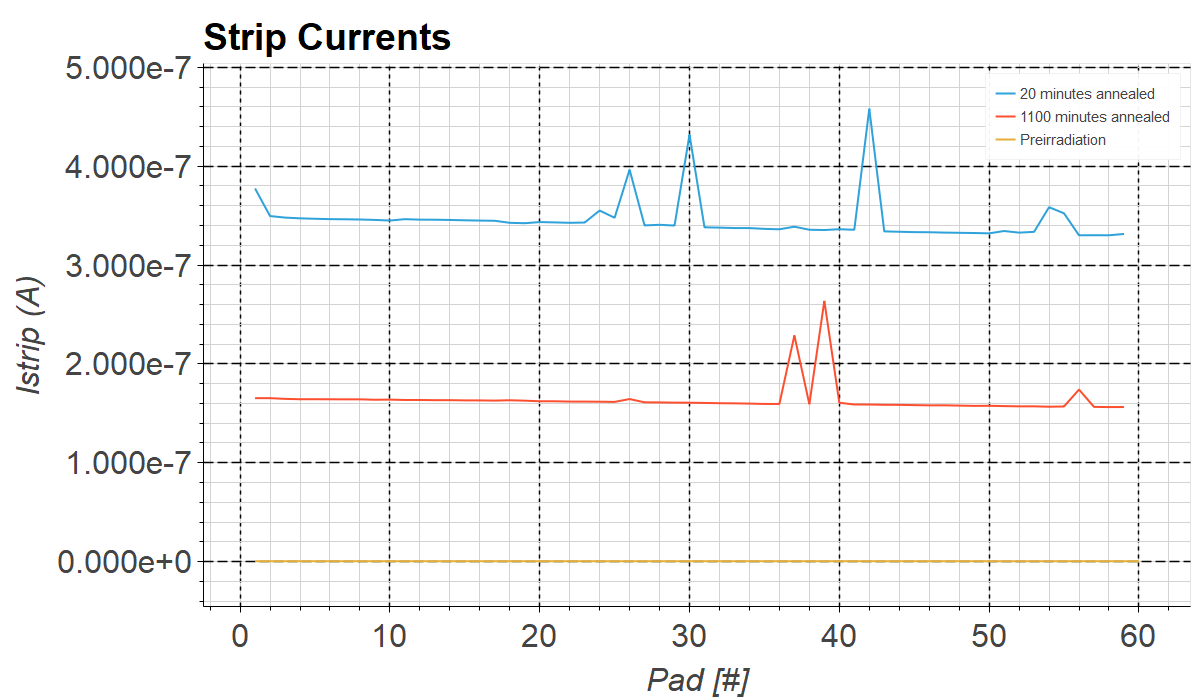 Strip Currents
5.000e-7
4.000e-7
3.000e-7
2.000e-7
1.000e-7
0.000e+0
Istrip (A)
20 minutes annealed
1100 minutes annealed
Preirradiation
0 10 20 30 40 50 60
Pad [#]